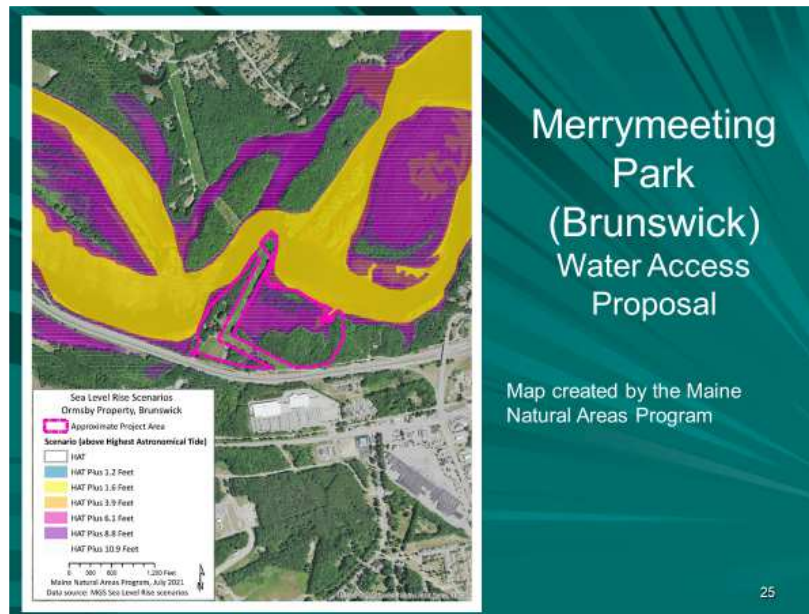 Merrymeeting
Park
(Brunswick)
Water Access
Proposal
Map created by the Maine
Natural Areas Program
Sea Level Rise Scenarios
Ormsby Property, Brunswick
Approximate Project Area
Scenario (above Highest Astronomical Tide)
HAT
HAT Plus 1.2 Feet
HAT Plus 1.6 Feet
HAT Plus 3.9 Feet
HAT Plus 6.1 Feet
HAT Plus 8.8 Feet
HAT Plus 10.9 Feet
0 300 600 1,200 Feet
N
Maine Natural Areas Program, July 2021
Data source: MGS Sea Level Rise scenarios
25